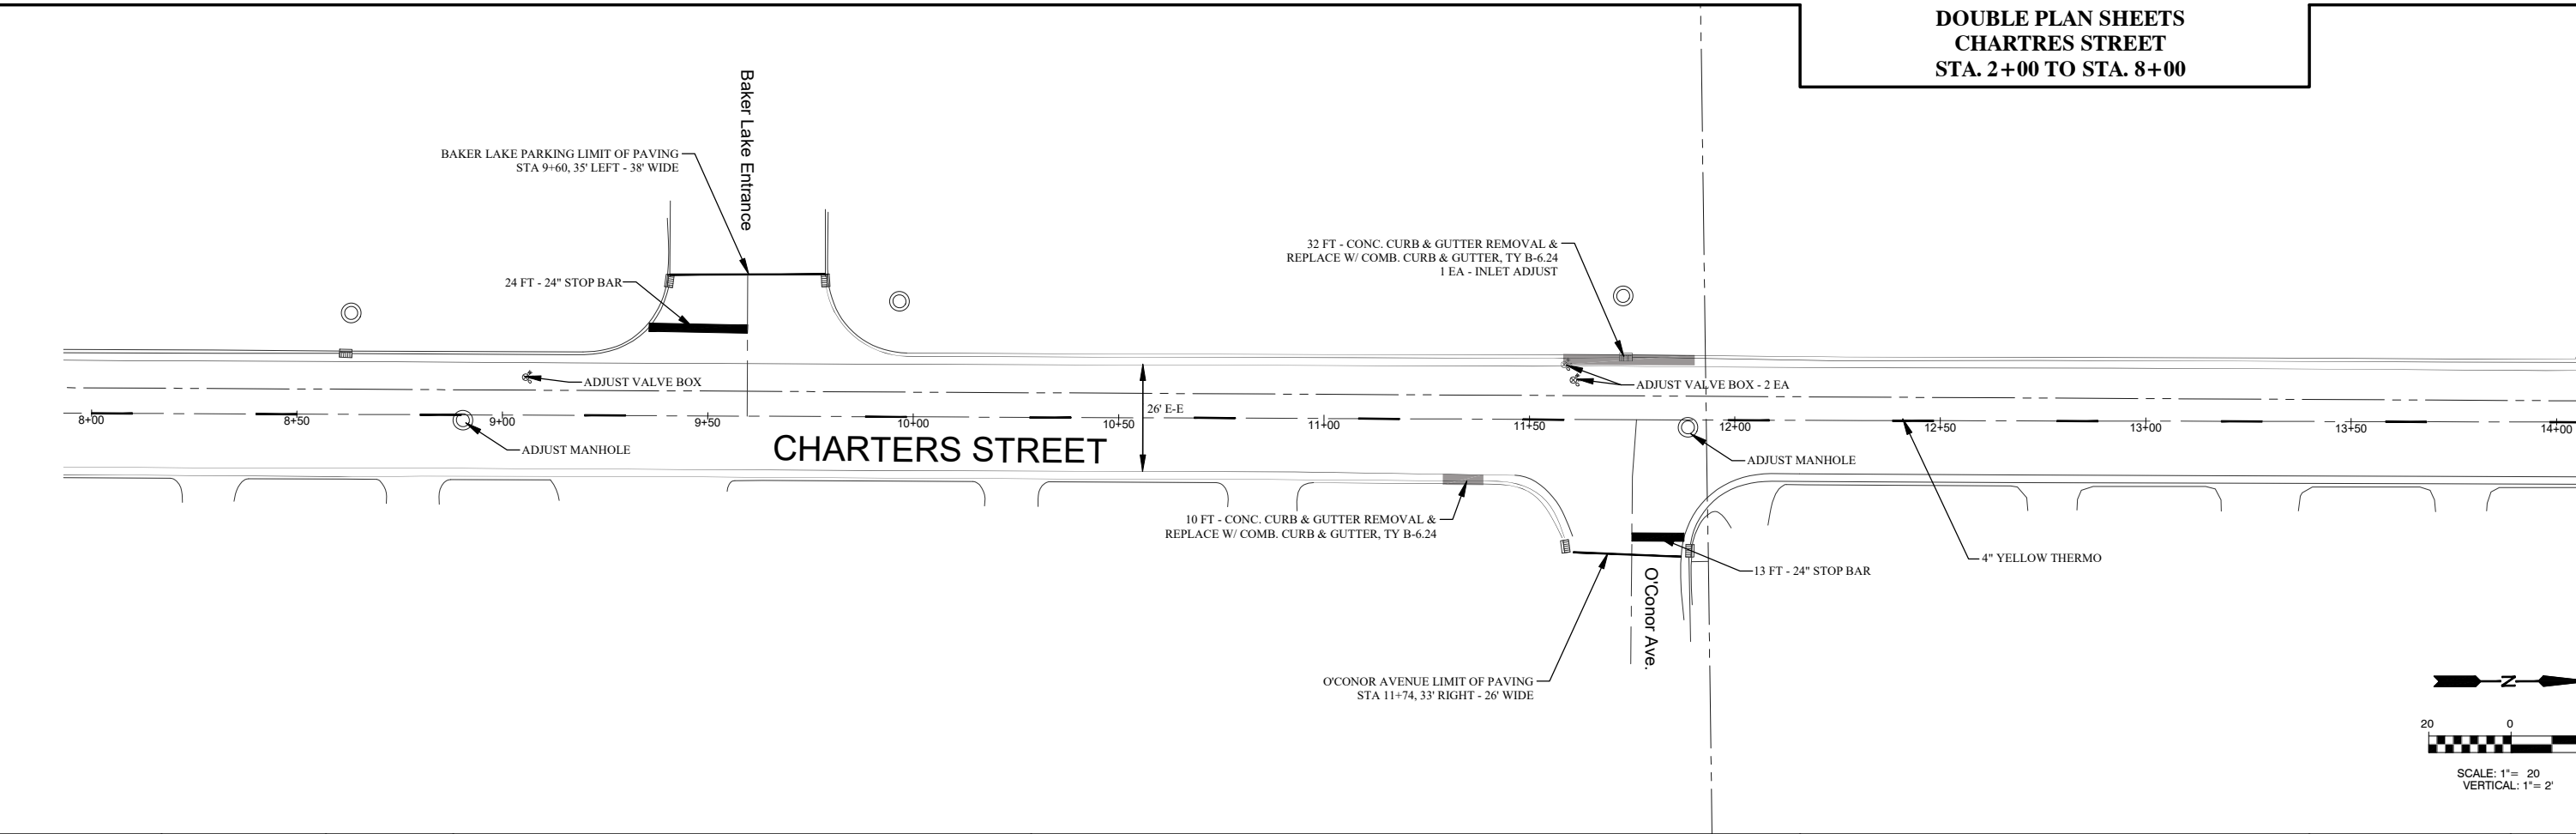 DOUBLE PLAN SHEETS
CHARTRES STREET
STA. 2+00 TO STA. 8+00
Baker Lake Entrance
BAKER LAKE PARKING LIMIT OF PAVING
STA 9+60, 35' LEFT - 38' WIDE
24 FT - 24" STOP BAR
32 FT - CONC. CURB & GUTTER REMOVAL &
REPLACE W/ COMB. CURB & GUTTER, TY B-6.24
1 EA - INLET ADJUST
ADJUST VALVE BOX
ADJUST VALVE BOX - 2 EA
26' E-E
8+00
8+50
9+00
9+50
10+00
10+50
11+00
11+50
12+00
12+50
13+00
13+50
14+00
ADJUST MANHOLE
CHARTERS STREET
ADJUST MANHOLE
10 FT - CONC. CURB & GUTTER REMOVAL &
REPLACE W/ COMB. CURB & GUTTER, TY B-6.24
4" YELLOW THERMO
13 FT - 24" STOP BAR
O'Conor Ave.
O'CONOR AVENUE LIMIT OF PAVING
STA 11+74, 33' RIGHT - 26' WIDE
N
20 0
SCALE: 1"= 20
VERTICAL: 1"= 2'